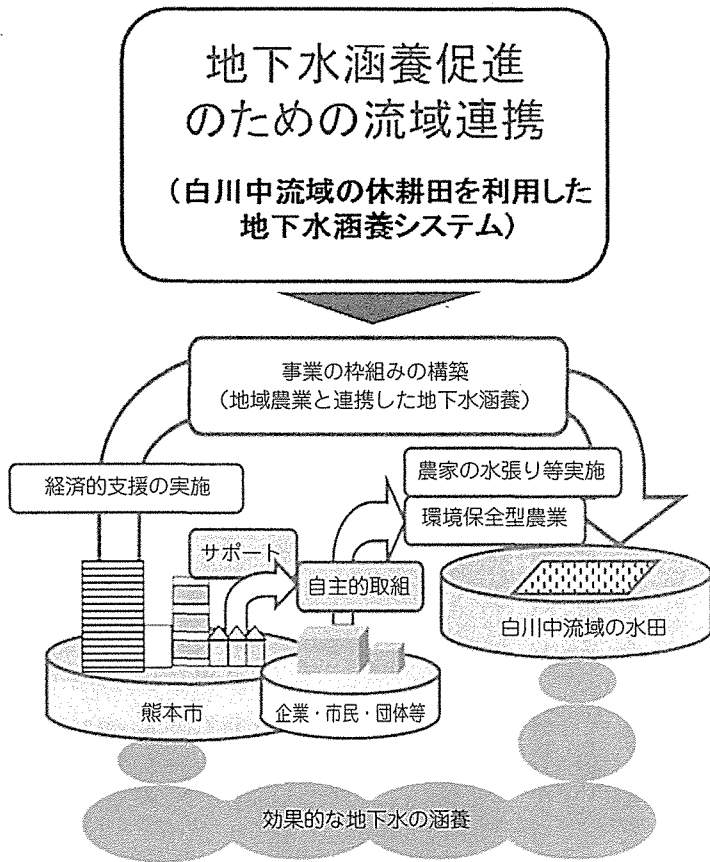 地下水涵養促進
のための流域連携
(白川中流域の休耕田を利用した
地下水涵養システム)
事業の枠組みの構築
(地域農業と連携した地下水涵養)
経済的支援の実施
農家の水張り等実施
環境保全型農業
サポート
自主的取組
白川中流域の水田
熊本市
企業・市民・団体等
効果的な地下水の涵養